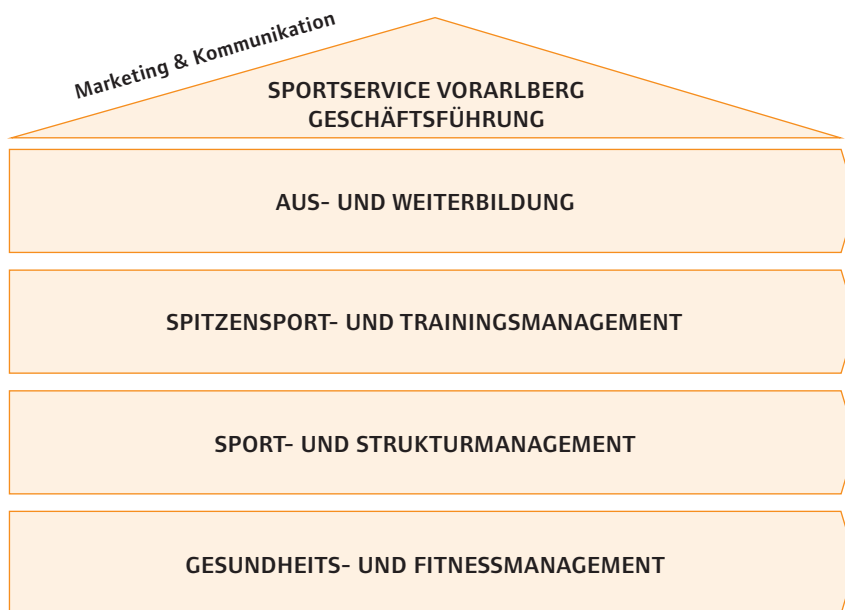 Marketing & Kommunikation
SPORTSERVICE VORARLBERG
GESCHÄFTSFÜHRUNG
AUS- UND WEITERBILDUNG
SPITZENSPORT- UND TRAININGSMANAGEMENT
SPORT- UND STRUKTURMANAGEMENT
GESUNDHEITS- UND FITNESSMANAGEMENT